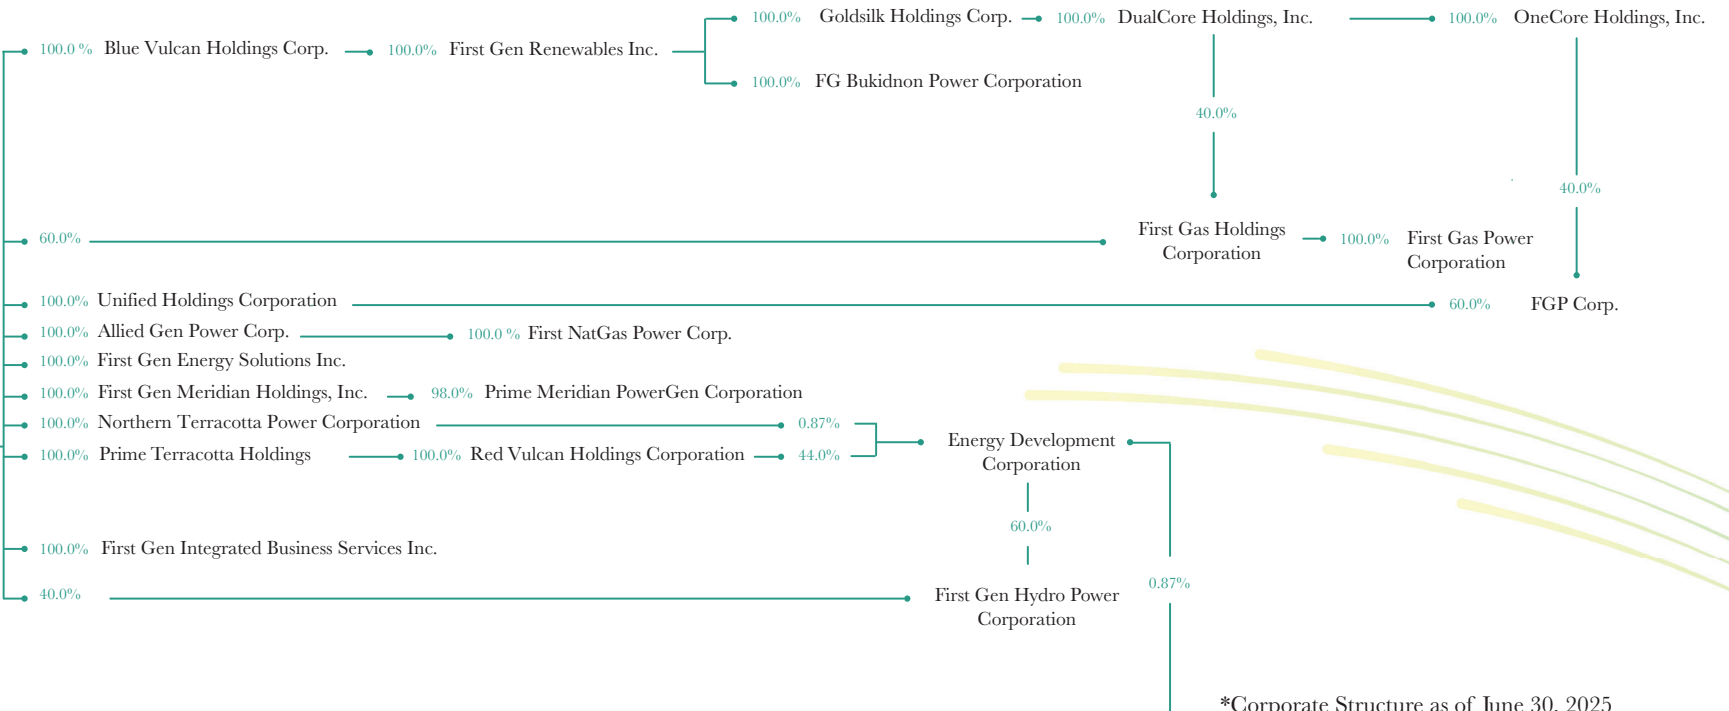 100.0% Goldsilk Holdings Corp. 100.0% DualCore Holdings, Inc. 100.0% OneCore Holdings, Inc.
100.0 % Blue Vulcan Holdings Corp. 100.0% First Gen Renewables Inc.
100.0% FG Bukidnon Power Corporation
40.0%
40.0%
60.0%
First Gas Holdings
Corporation
100.0%
First Gas Power
Corporation
100.0% Unified Holdings Corporation 60.0% FGP Corp.
100.0% Allied Gen Power Corp. 100.0 % First NatGas Power Corp.
100.0% First Gen Energy Solutions Inc.
100.0% First Gen Meridian Holdings, Inc. 98.0% Prime Meridian PowerGen Corporation
100.0% Northern Terracotta Power Corporation 0.87%
100.0% Prime Terracotta Holdings 100.0% Red Vulcan Holdings Corporation 44.0%
Energy Development
Corporation
60.0%
100.0% First Gen Integrated Business Services Inc.
0.87%
40.0%
First Gen Hydro Power
Corporation
*Corporate Structure as of June 30, 2025